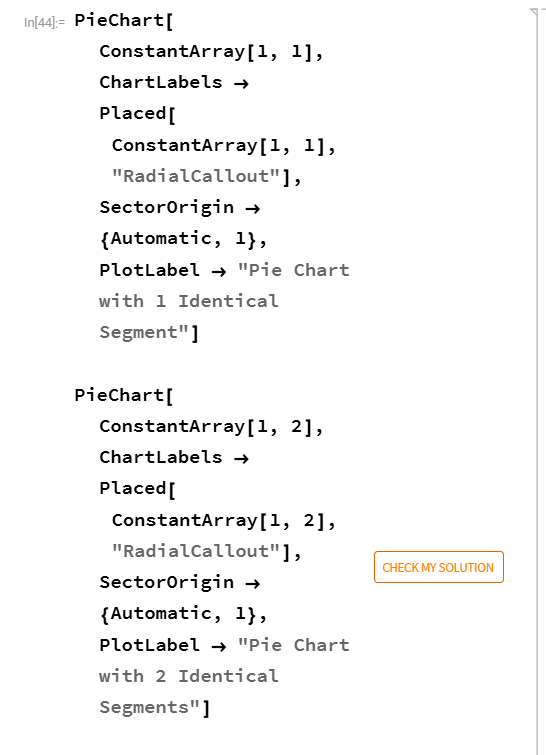 In[44]:= PieChart[
ConstantArray[1, 1],
ChartLabels →
Placed[
ConstantArray[1, 1],
"RadialCallout"],
SectorOrigin →
{Automatic, 1},
PlotLabel → "Pie Chart
with 1 Identical
Segment"]
PieChart[
ConstantArray[1, 2],
ChartLabels →
Placed[
ConstantArray[1, 2],
"RadialCallout"],
CHECK MY SOLUTION
SectorOrigin →
{Automatic, 1},
PlotLabel → "Pie Chart
with 2 Identical
Segments"]